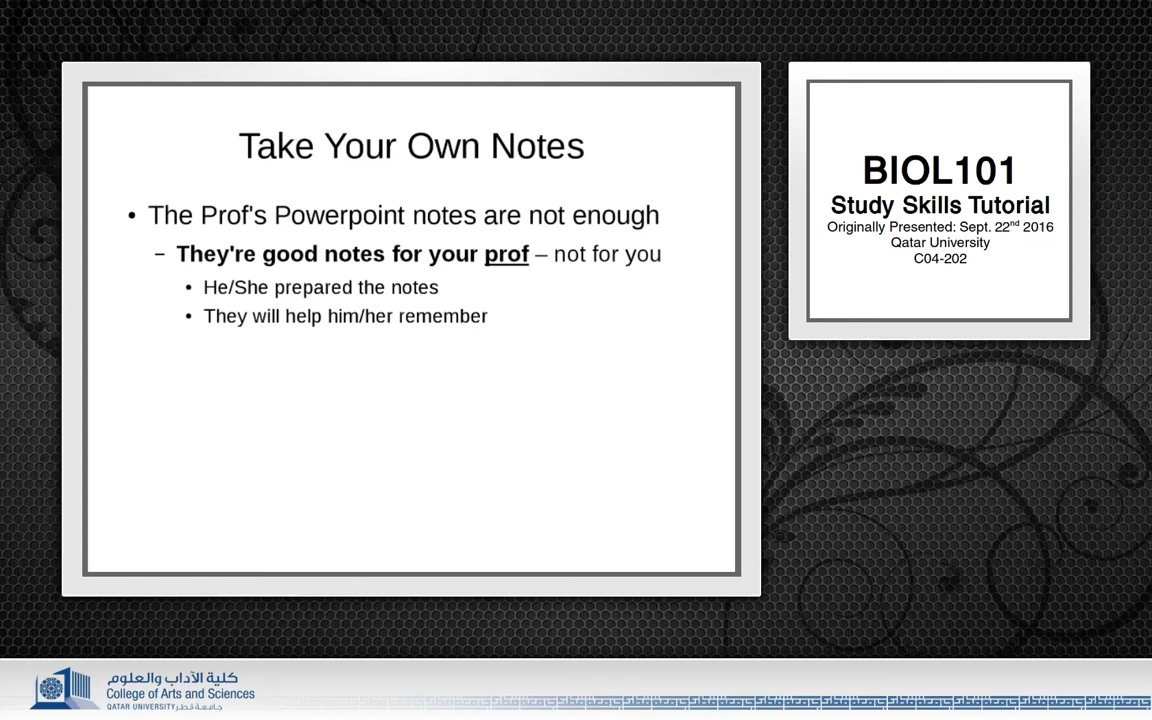 Take Your Own Notes
• The Prof's Powerpoint notes are not enough
– They're good notes for your prof – not for you
• He/She prepared the notes
• They will help him/her remember
BIOL101
Study Skills Tutorial
Originally Presented: Sept. 22nd 2016
Qatar University
C04-202
كلية الآداب والعلوم
College of Arts and Sciences
QATAR UNIVERSITY جامعة قطر